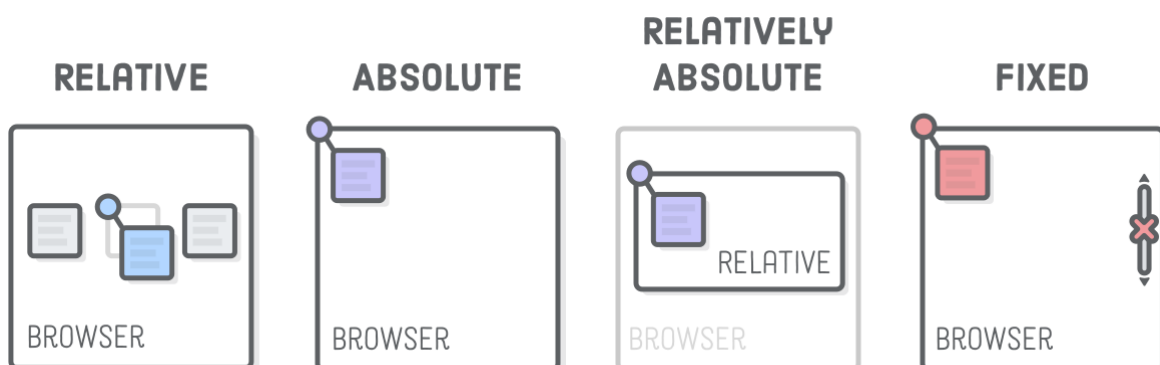 RELATIVE
ABSOLUTE
RELATIVELY
ABSOLUTE
FIXED
BROWSER
BROWSER
RELATIVE
BROWSER
BROWSER